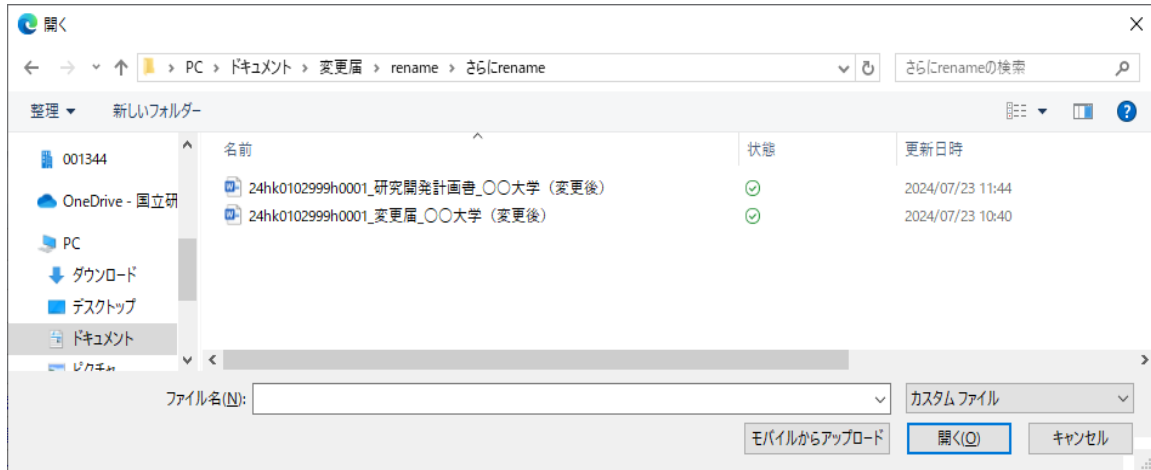 開く
PC › ドキュメント › 変更届 › rename › さらにrename
さらにrenameの検索
整理 新しいフォルダー
001344
OneDrive - 国立研
PC
ダウンロード
デスクトップ
ドキュメント
ピクチャ
名前 状態 更新日時
24hk0102999h0001_研究開発計画書_〇〇大学（変更後） 2024/07/23 11:44
24hk0102999h0001_変更届_〇〇大学（変更後） 2024/07/23 10:40
ファイル名(N): カスタム ファイル
モバイルからアップロード 開く(O) キャンセル